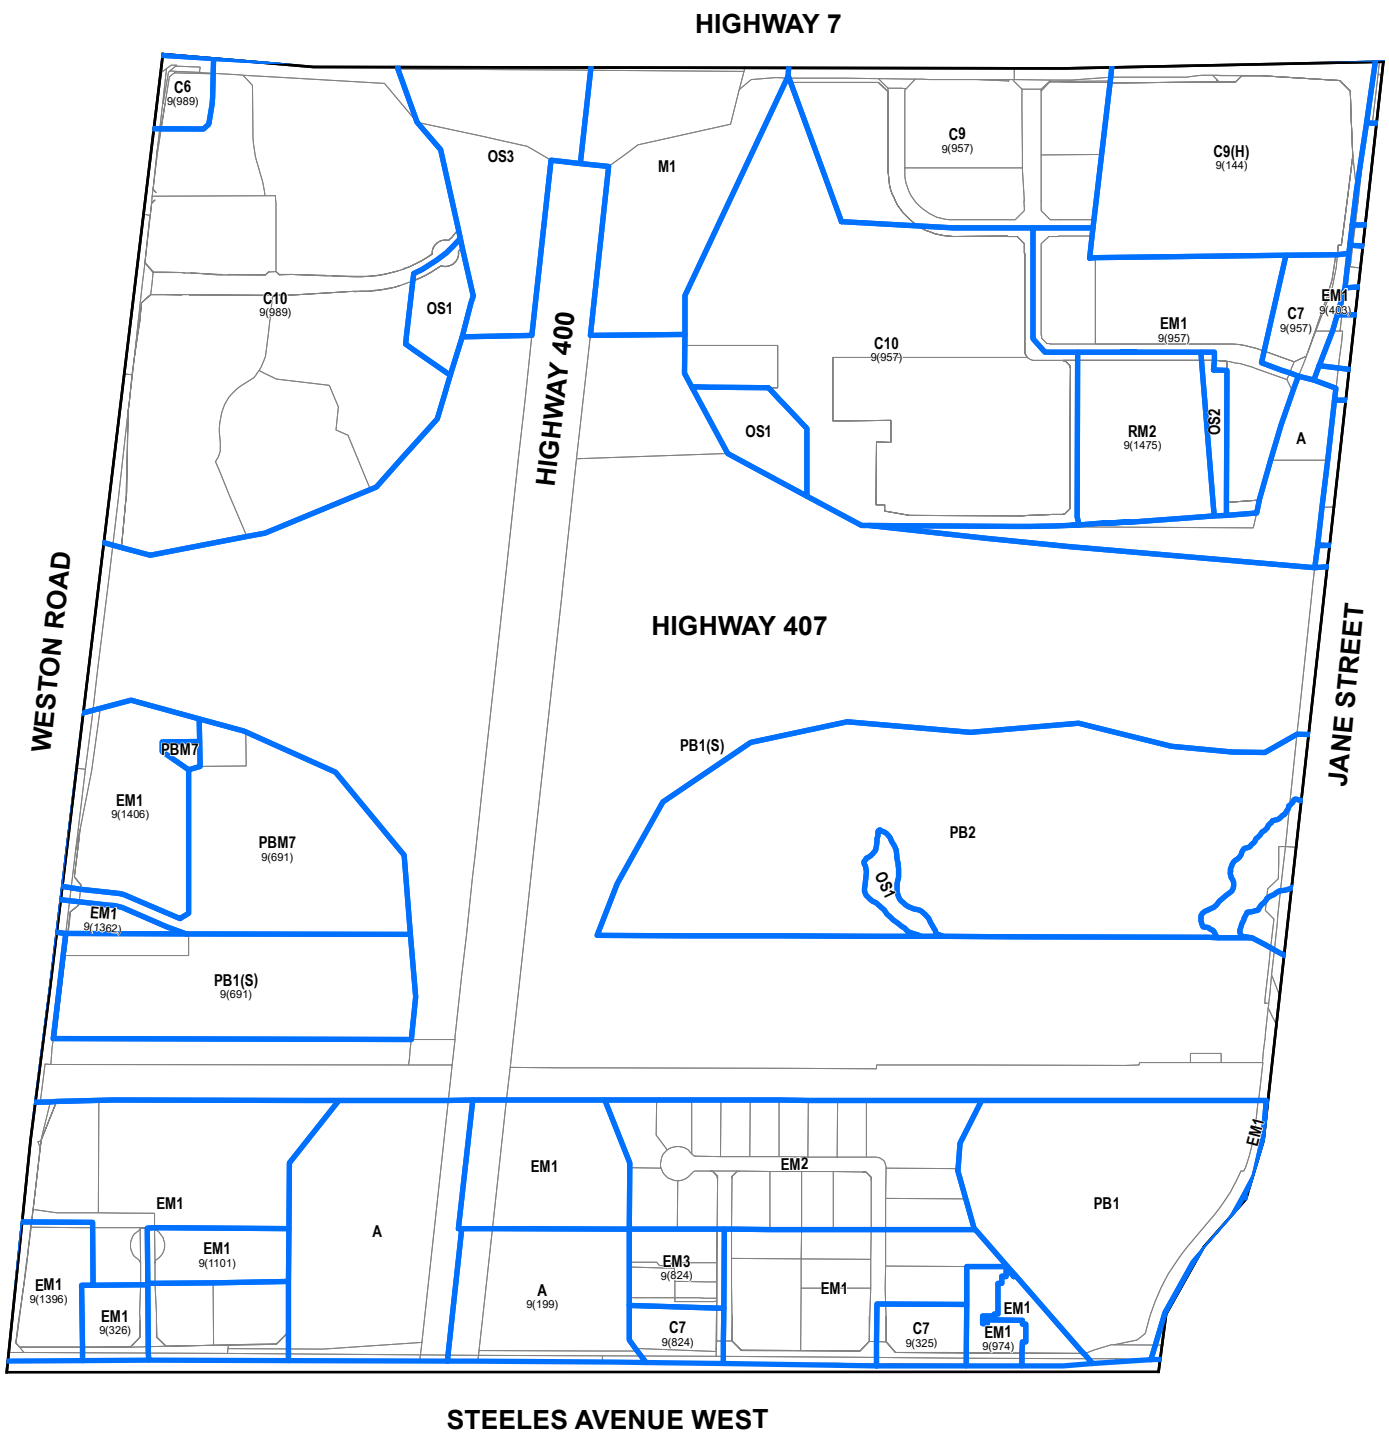 HIGHWAY 7
C6
9(989)
OS3
M1
C9
9(957)
C9(H)
9(144)
C10
9(989)
OS1
HIGHWAY 400
C10
9(957)
EM1
9(957)
C7
9(957)
EM1
9(403)
OS1
RM2
9(1475)
OS2
A
WESTON ROAD
HIGHWAY 407
JANE STREET
PBM7
PB1(S)
EM1
9(1406)
PBM7
9(691)
PB2
OS1
EM1
9(1362)
PB1(S)
9(691)
EM1
EM1
EM2
EM1
PB1
A
EM1
9(1101)
EM1
9(1396)
EM1
9(326)
A
9(199)
EM3
9(824)
EM1
C7
9(824)
C7
9(325)
EM1
EM1
9(974)
STEELES AVENUE WEST